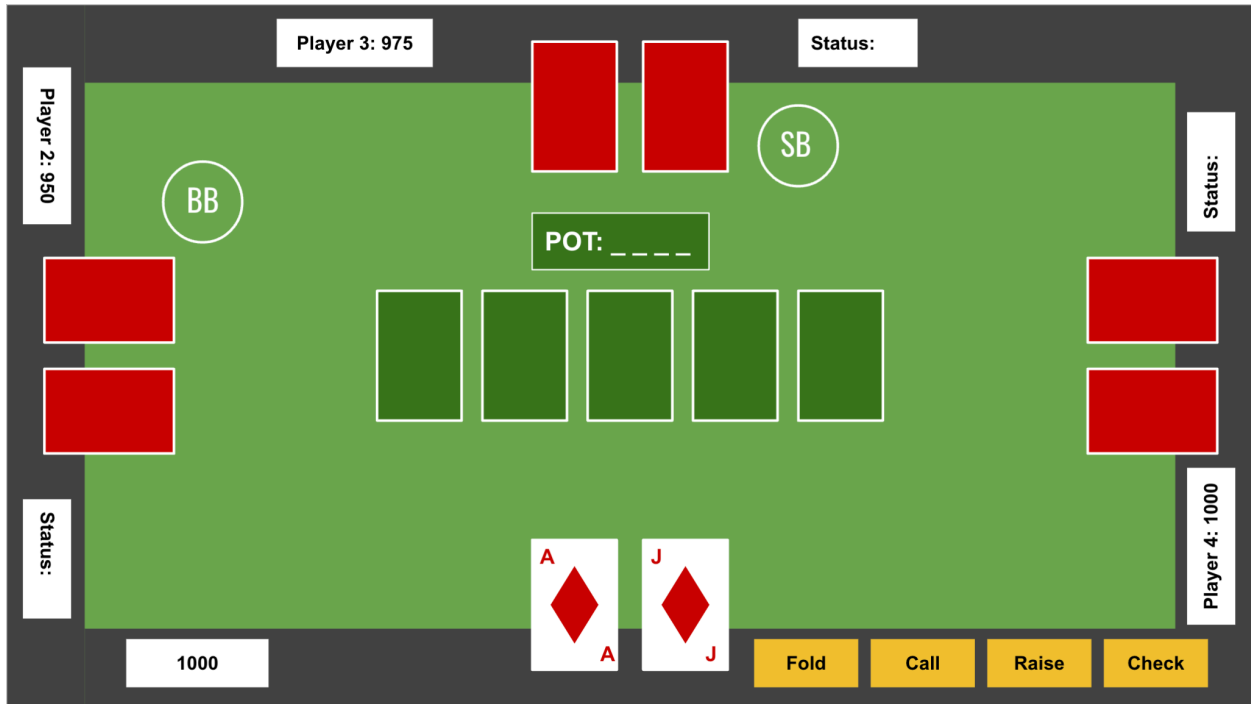 Player 3: 975
Status:
Player 2: 950
BB
SB
Status:
POT: _ _ _ _
Status:
Player 4: 1000
A
A
J
J
1000
Fold
Call
Raise
Check